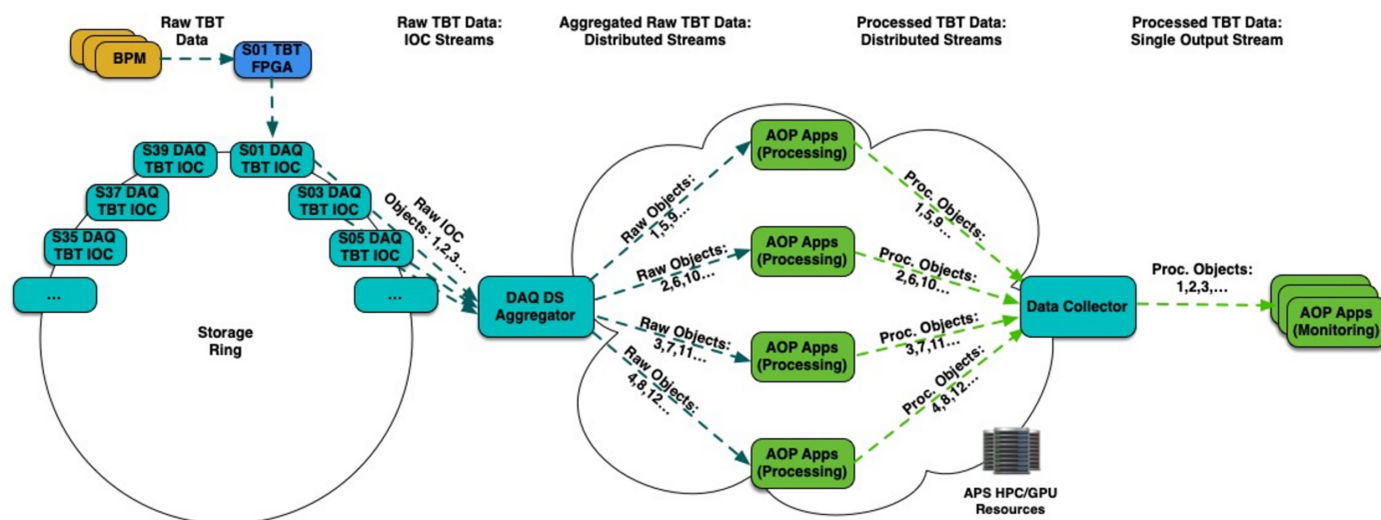 Raw TBT
Data
Raw TBT Data:
IOC Streams
Aggregated Raw TBT Data:
Distributed Streams
Processed TBT Data:
Distributed Streams
Processed TBT Data:
Single Output Stream
BPM
S01 TBT
FPGA
S39 DAQ
TBT IOC
S01 DAQ
TBT IOC
S37 DAQ
TBT IOC
S03 DAQ
TBT IOC
S35 DAQ
TBT IOC
S05 DAQ
TBT IOC
...
...
Storage
Ring
Raw IOC
Objects: 1,2,3...
DAQ DS
Aggregator
Raw Objects:
1,5,9...
Raw Objects:
2,6,10...
Raw Objects:
3,7,11...
Raw Objects:
4,8,12...
AOP Apps
(Processing)
AOP Apps
(Processing)
AOP Apps
(Processing)
AOP Apps
(Processing)
Proc. Objects:
1,5,9...
Proc. Objects:
2,6,10...
Proc. Objects:
3,7,11...
Proc. Objects:
4,8,12...
Data Collector
Proc. Objects:
1,2,3,...
AOP Apps
(Monitoring)
APS HPC/GPU
Resources